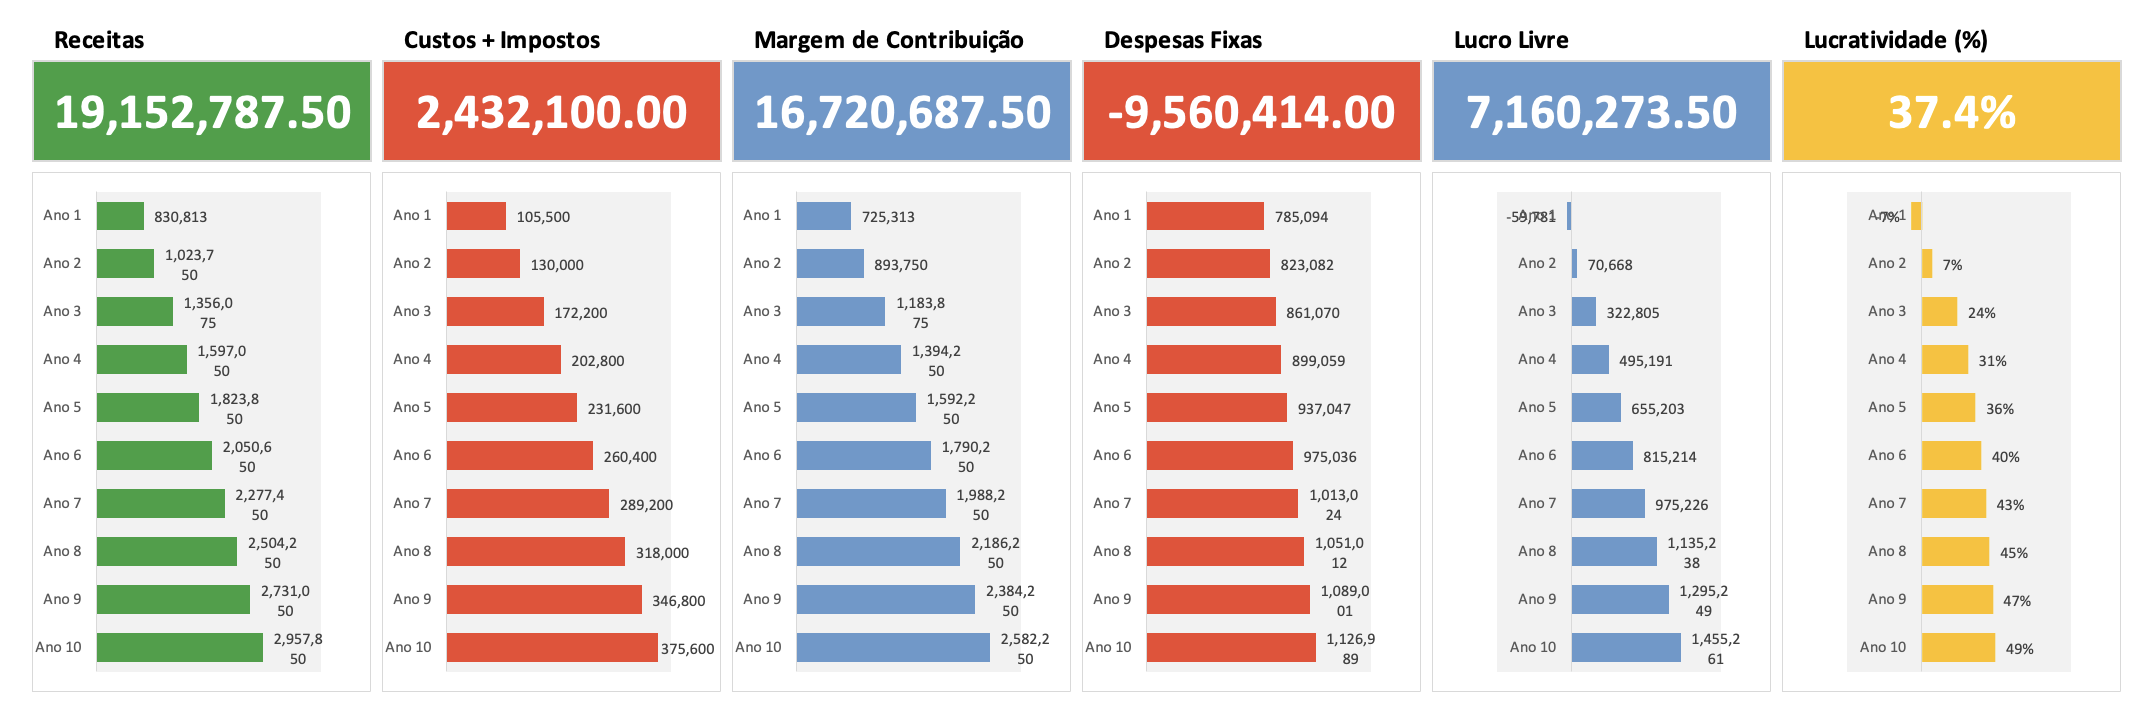 Receitas
19,152,787.50
Ano 1 830,813
Ano 2 1,023,7
50
Ano 3 1,356,0
75
Ano 4 1,597,0
50
Ano 5 1,823,8
50
Ano 6 2,050,6
50
Ano 7 2,277,4
50
Ano 8 2,504,2
50
Ano 9 2,731,0
50
Ano 10 2,957,8
50
Custos + Impostos
2,432,100.00
Ano 1 105,500
Ano 2 130,000
Ano 3 172,200
Ano 4 202,800
Ano 5 231,600
Ano 6 260,400
Ano 7 289,200
Ano 8 318,000
Ano 9 346,800
Ano 10 375,600
Margem de Contribuição
16,720,687.50
Ano 1 725,313
Ano 2 893,750
Ano 3 1,183,8
75
Ano 4 1,394,2
50
Ano 5 1,592,2
50
Ano 6 1,790,2
50
Ano 7 1,988,2
50
Ano 8 2,186,2
50
Ano 9 2,384,2
50
Ano 10 2,582,2
50
Despesas Fixas
-9,560,414.00
Ano 1 785,094
Ano 2 823,082
Ano 3 861,070
Ano 4 899,059
Ano 5 937,047
Ano 6 975,036
Ano 7 1,013,0
24
Ano 8 1,051,0
12
Ano 9 1,089,0
01
Ano 10 1,126,9
89
Lucro Livre
7,160,273.50
Ano 1 -59,781
Ano 2 70,668
Ano 3 322,805
Ano 4 495,191
Ano 5 655,203
Ano 6 815,214
Ano 7 975,226
Ano 8 1,135,2
38
Ano 9 1,295,2
49
Ano 10 1,455,2
61
Lucratividade (%)
37.4%
Ano 1 -7%
Ano 2 7%
Ano 3 24%
Ano 4 31%
Ano 5 36%
Ano 6 40%
Ano 7 43%
Ano 8 45%
Ano 9 47%
Ano 10 49%